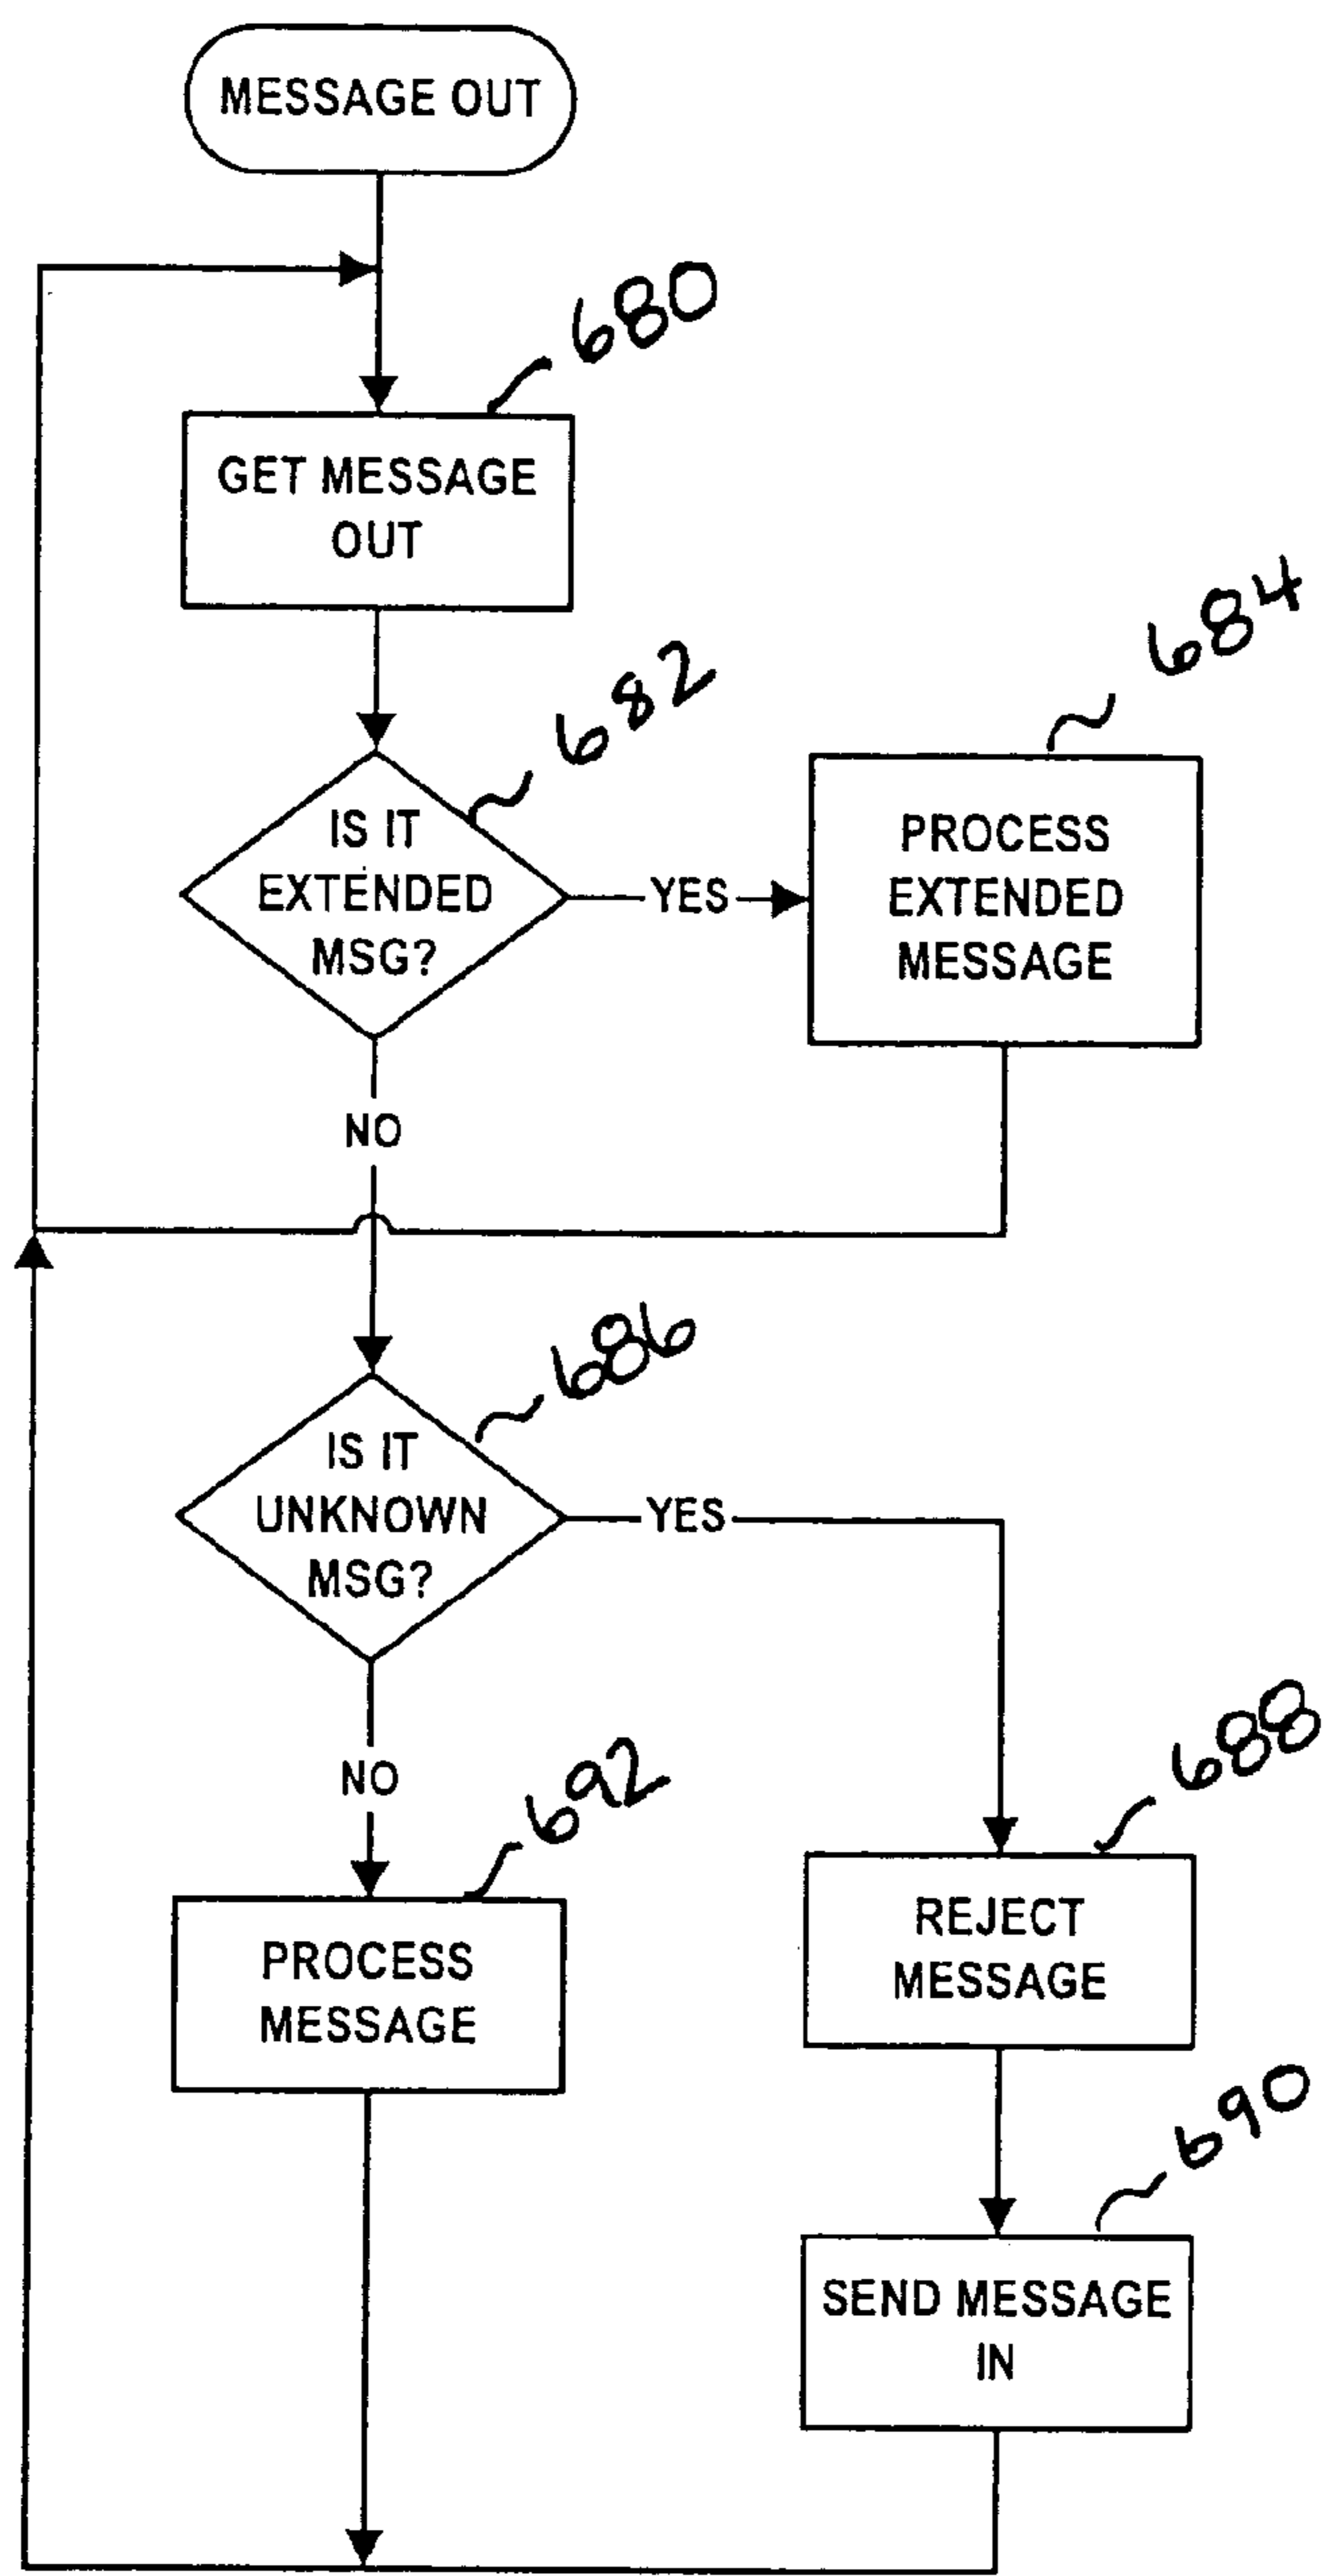 MESSAGE OUT
680
GET MESSAGE
OUT
682
684
IS IT
EXTENDED
MSG?
YES
PROCESS
EXTENDED
MESSAGE
NO
686
IS IT
UNKNOWN
MSG?
YES
NO
692
688
PROCESS
MESSAGE
REJECT
MESSAGE
690
SEND MESSAGE
IN